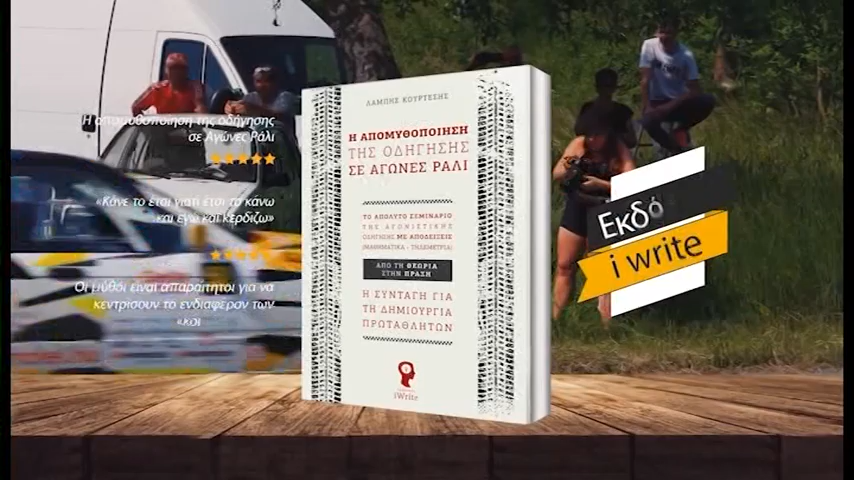 Η απομυθοποίηση της οδήγησης
σε Αγώνες Ράλι
«Κάνε το έτσι γιατί έτσι το κάνω
και εγώ και κερδίζω»
Οι μύθοι είναι απαραίτητοι για να
κεντρίσουν το ενδιαφέρον των
«κοι
ΛΑΜΠΗΣ ΚΟΥΡΤΕΣΗΣ
Η ΑΠΟΜΥΘΟΠΟΙΗΣΗ
ΤΗΣ ΟΔΗΓΗΣΗΣ
ΣΕ ΑΓΩΝΕΣ ΡΑΛΙ
ΤΟ ΑΠΟΛΥΤΟ ΣΕΜΙΝΑΡΙΟ
ΤΗΣ ΑΓΩΝΙΣΤΙΚΗΣ
ΟΔΗΓΗΣΗΣ ΜΕ ΑΠΟΔΕΙΞΕΙΣ
(ΜΑΘΗΜΑΤΙΚΑ - ΤΗΛΕΜΕΤΡΙΑ)
ΑΠΟ ΤΗ ΘΕΩΡΙΑ
ΣΤΗΝ ΠΡΑΞΗ
Η ΣΥΝΤΑΓΗ ΓΙΑ
ΤΗ ΔΗΜΙΟΥΡΓΙΑ
ΠΡΩΤΑΘΛΗΤΩΝ
iWrite
Εκδό
i write